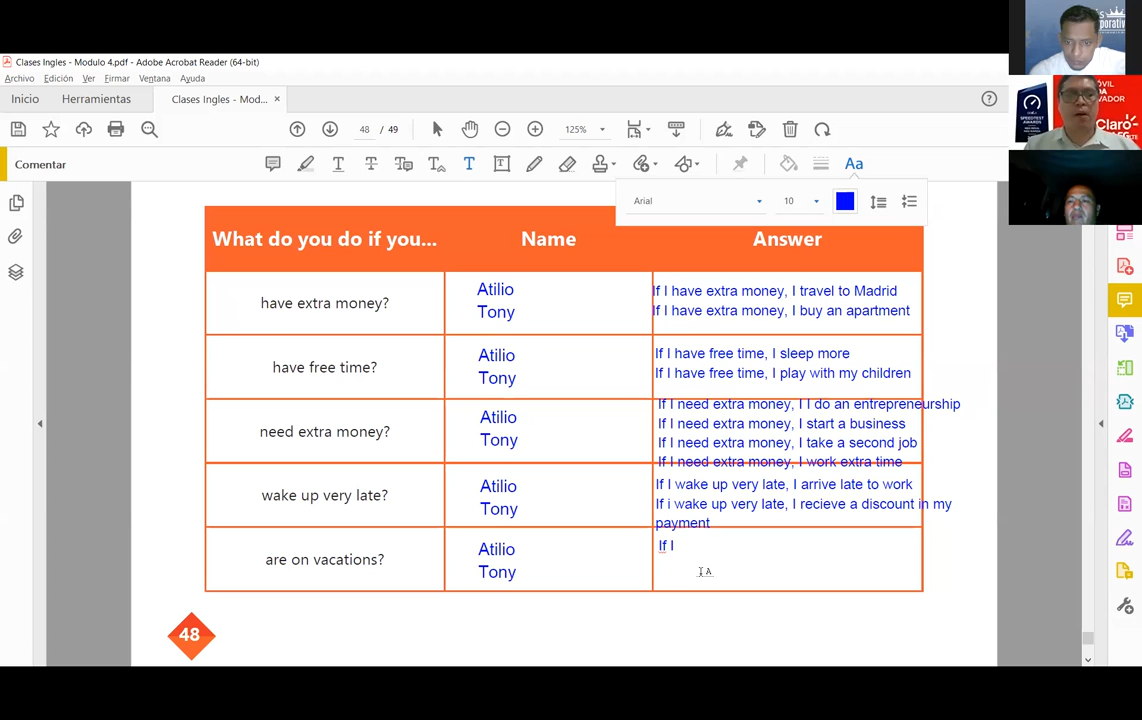 Clases Ingles - Modulo 4.pdf - Adobe Acrobat Reader (64-bit)
Archivo Edición Ver Firmar Ventana Ayuda
Inicio Herramientas Clases Ingles - Mod... ×
48 / 49 125%
Comentar
Aa
Arial 10
What do you do if you... Name Answer
have extra money?
Atilio
Tony
If I have extra money, I travel to Madrid
If I have extra money, I buy an apartment
have free time?
Atilio
Tony
If I have free time, I sleep more
If I have free time, I play with my children
need extra money?
Atilio
Tony
If I need extra money, I I do an entrepreneurship
If I need extra money, I start a business
If I need extra money, I take a second job
If I need extra money, I work extra time
wake up very late?
Atilio
Tony
If I wake up very late, I arrive late to work
If i wake up very late, I recieve a discount in my
payment
are on vacations?
Atilio
Tony
If I
48
Claro